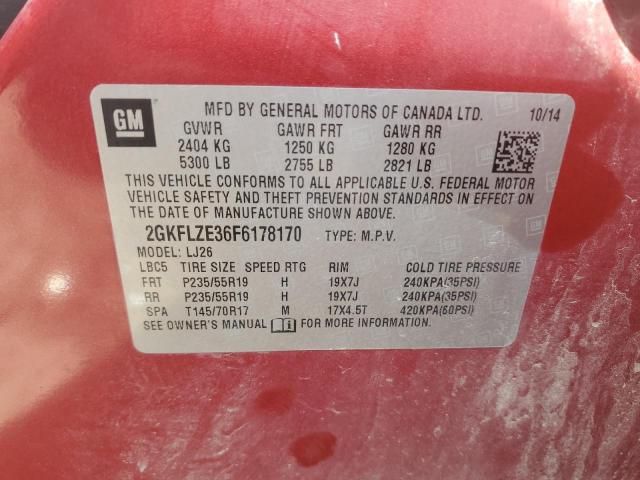 GM
MFD BY GENERAL MOTORS OF CANADA LTD. 10/14
GVWR GAWR FRT GAWR RR
2404 KG 1250 KG 1280 KG
5300 LB 2755 LB 2821 LB
THIS VEHICLE CONFORMS TO ALL APPLICABLE U.S. FEDERAL MOTOR
VEHICLE SAFETY AND THEFT PREVENTION STANDARDS IN EFFECT ON
THE DATE OF MANUFACTURE SHOWN ABOVE.
2GKFLZE36F6178170 TYPE: M.P.V.
MODEL: LJ26
LBC5 TIRE SIZE SPEED RTG RIM COLD TIRE PRESSURE
FRT P235/55R19 H 19X7J 240KPA(35PSI)
RR P235/55R19 H 19X7J 240KPA(35PSI)
SPA T145/70R17 M 17X4.5T 420KPA(60PSI)
SEE OWNER'S MANUAL FOR MORE INFORMATION.